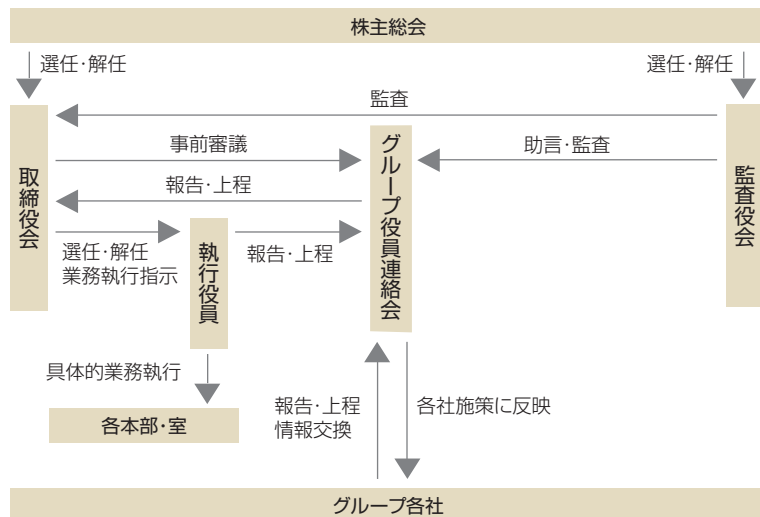 株主総会
選任・解任
選任・解任
監査
取締役会
事前審議
グループ役員連絡会
助言・監査
監査役会
報告・上程
選任・解任
業務執行指示
執行役員
報告・上程
具体的業務執行
各本部・室
報告・上程
情報交換
各社施策に反映
グループ各社